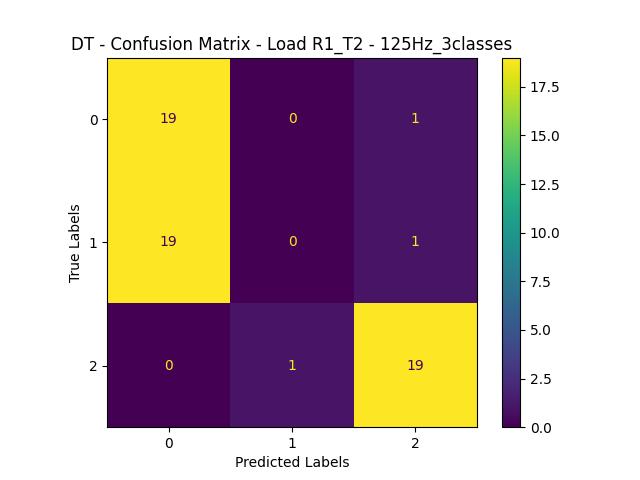 DT - Confusion Matrix - Load R1_T2 - 125Hz_3classes
True Labels
0 19 0 1
1 19 0 1
2 0 1 19
0 1 2
Predicted Labels
17.5
15.0
12.5
10.0
7.5
5.0
2.5
0.0